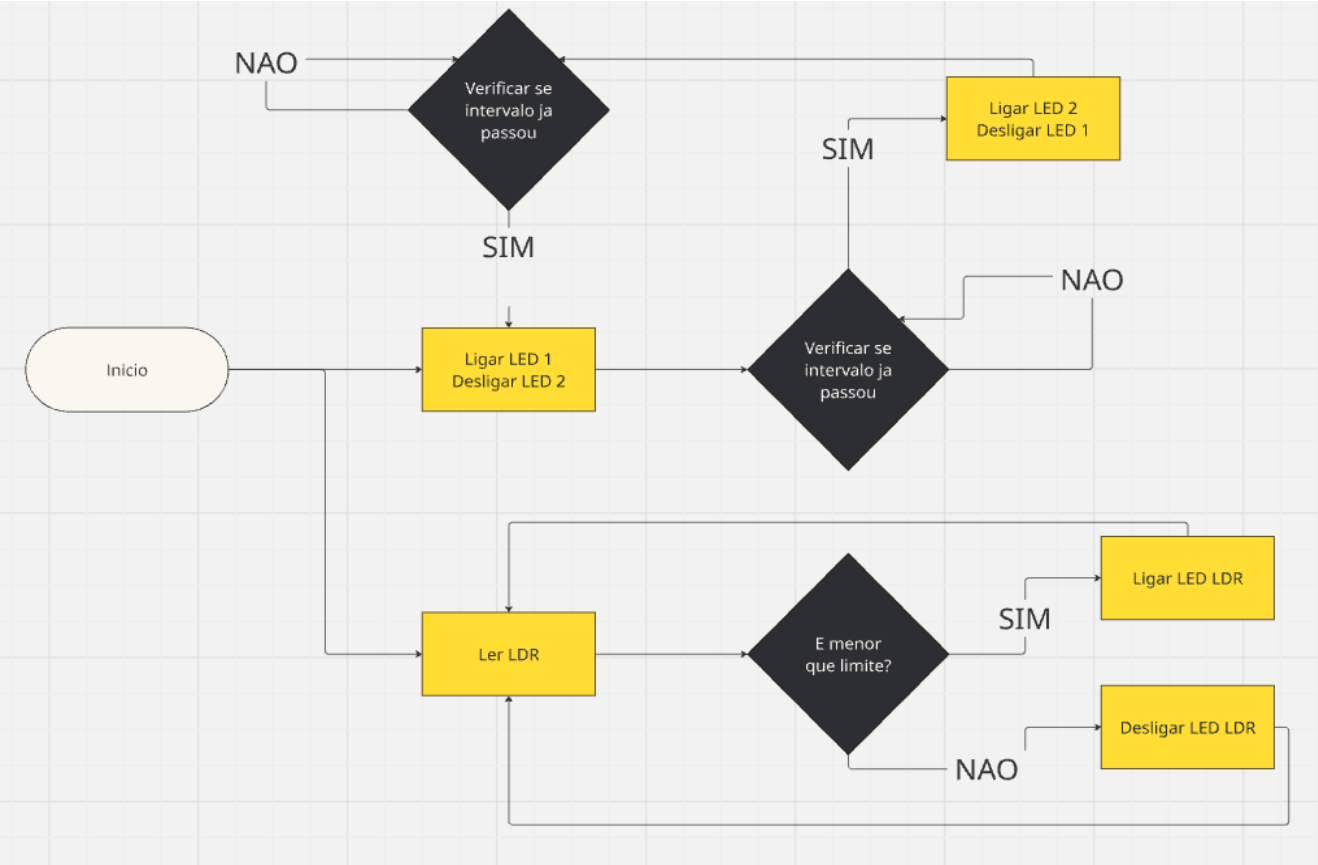 NAO
Verificar se
intervalo ja
passou
Ligar LED 2
Desligar LED 1
SIM
SIM
NAO
Inicio
Ligar LED 1
Desligar LED 2
Verificar se
intervalo ja
passou
Ligar LED LDR
SIM
Ler LDR
E menor
que limite?
Desligar LED LDR
NAO